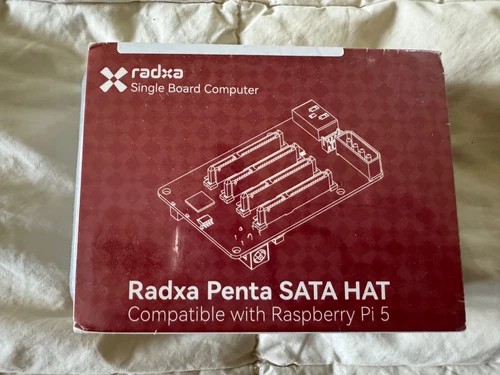 radxa
Single Board Computer
Radxa Penta SATA HAT
Compatible with Raspberry Pi 5